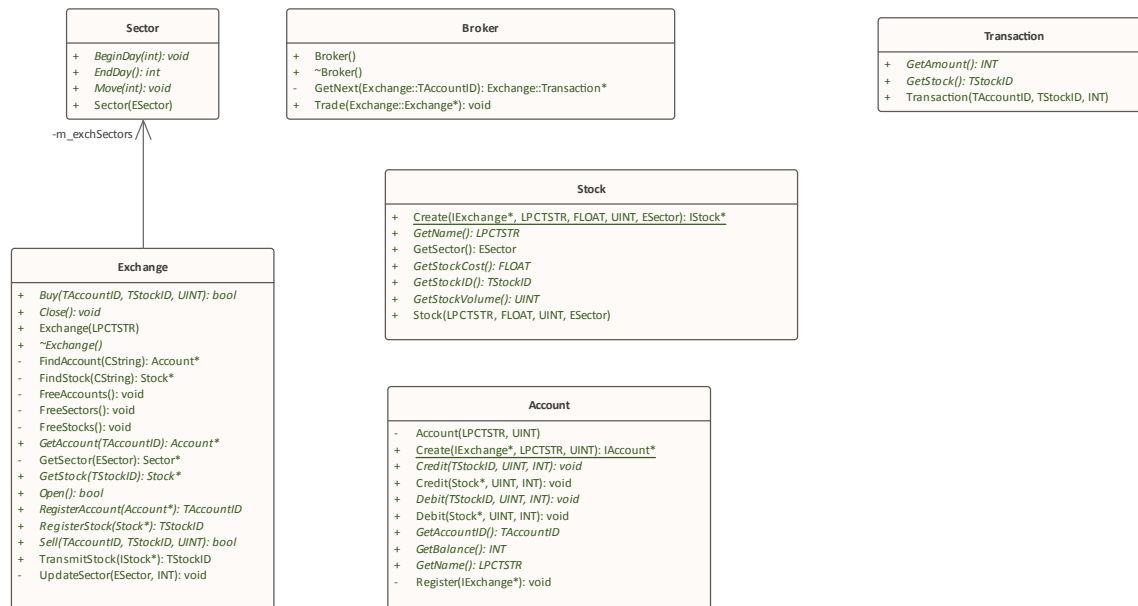 Sector
+ BeginDay(int): void
+ EndDay(): int
+ Move(int): void
+ Sector(ESector)
Broker
+ Broker()
+ ~Broker()
- GetNext(Exchange::TAccountID): Exchange::Transaction*
+ Trade(Exchange::Exchange*): void
Transaction
+ GetAmount(): INT
+ GetStock(): TStockID
+ Transaction(TAccountID, TStockID, INT)
-m_exchSectors
Stock
+ Create(IExchange*, LPCTSTR, FLOAT, UINT, ESector): IStock*
+ GetName(): LPCTSTR
+ GetSector(): ESector
+ GetStockCost(): FLOAT
+ GetStockID(): TStockID
+ GetStockVolume(): UINT
+ Stock(LPCTSTR, FLOAT, UINT, ESector)
Exchange
+ Buy(TAccountID, TStockID, UINT): bool
+ Close(): void
+ Exchange(LPCTSTR)
+ ~Exchange()
- FindAccount(CString): Account*
- FindStock(CString): Stock*
- FreeAccounts(): void
- FreeSectors(): void
- FreeStocks(): void
+ GetAccount(TAccountID): Account*
- GetSector(ESector): Sector*
+ GetStock(TStockID): Stock*
+ Open(): bool
+ RegisterAccount(Account*): TAccountID
+ RegisterStock(Stock*): TStockID
+ Sell(TAccountID, TStockID, UINT): bool
+ TransmitStock(IStock*): TStockID
- UpdateSector(ESector, INT): void
Account
- Account(LPCTSTR, UINT)
+ Create(IExchange*, LPCTSTR, UINT): IAccount*
+ Credit(TStockID, UINT, INT): void
+ Credit(Stock*, UINT, INT): void
+ Debit(TStockID, UINT, INT): void
+ Debit(Stock*, UINT, INT): void
+ GetAccountID(): TAccountID
+ GetBalance(): INT
+ GetName(): LPCTSTR
- Register(IExchange*): void